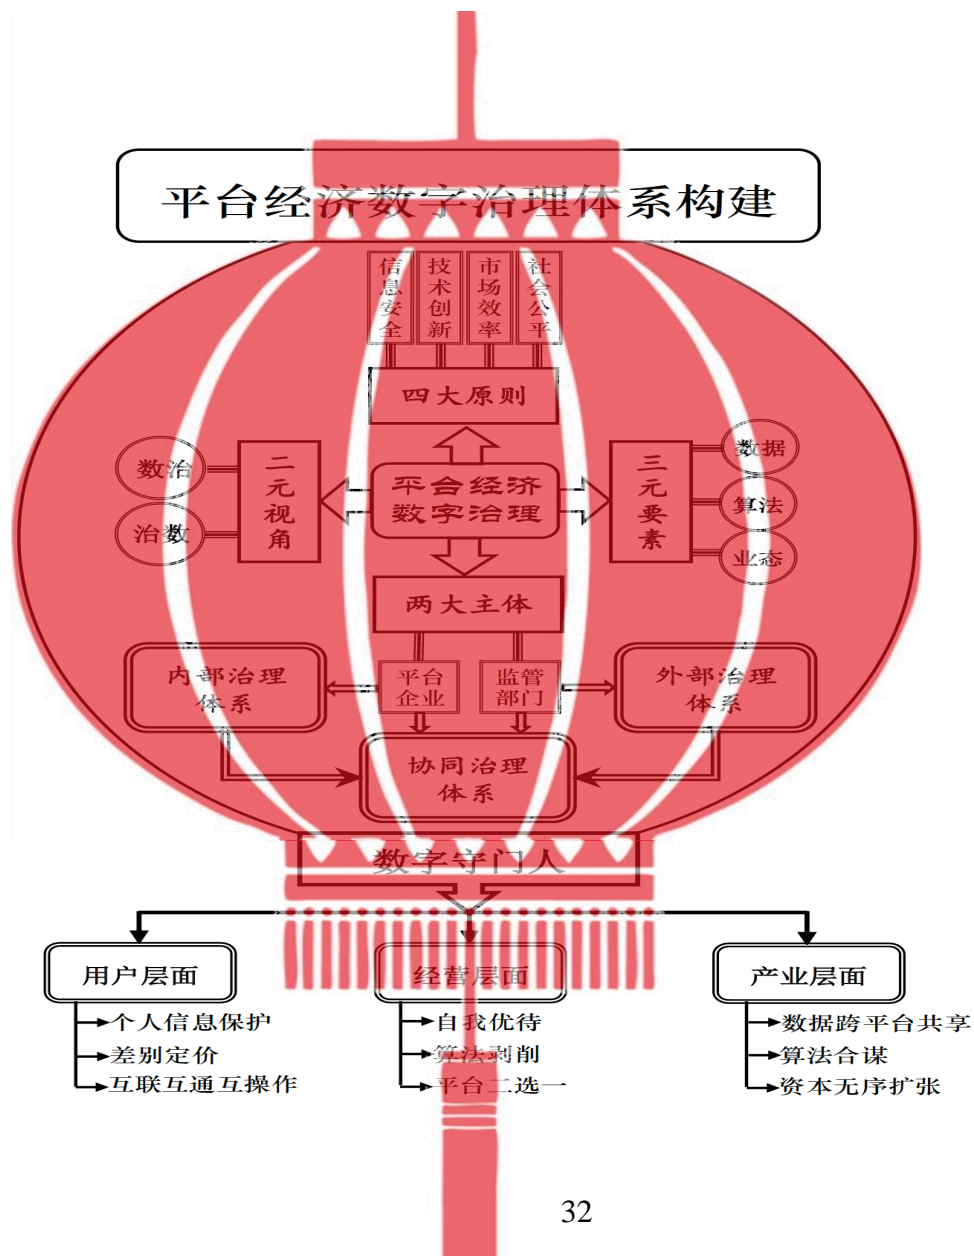 平台经济数字治理体系构建
信息安全
技术创新
市场效率
社会公平
四大原则
数治
治数
二元视角
平台经济
数字治理
三元要素
数据
算法
业态
两大主体
内部治理
体系
平台
企业
监管
部门
外部治理
体系
协同治理
体系
数字守门人
用户层面
个人信息保护
差别定价
互联互通互操作
经营层面
自我优待
算法剥削
平台二选一
产业层面
数据跨平台共享
算法合谋
资本无序扩张
32